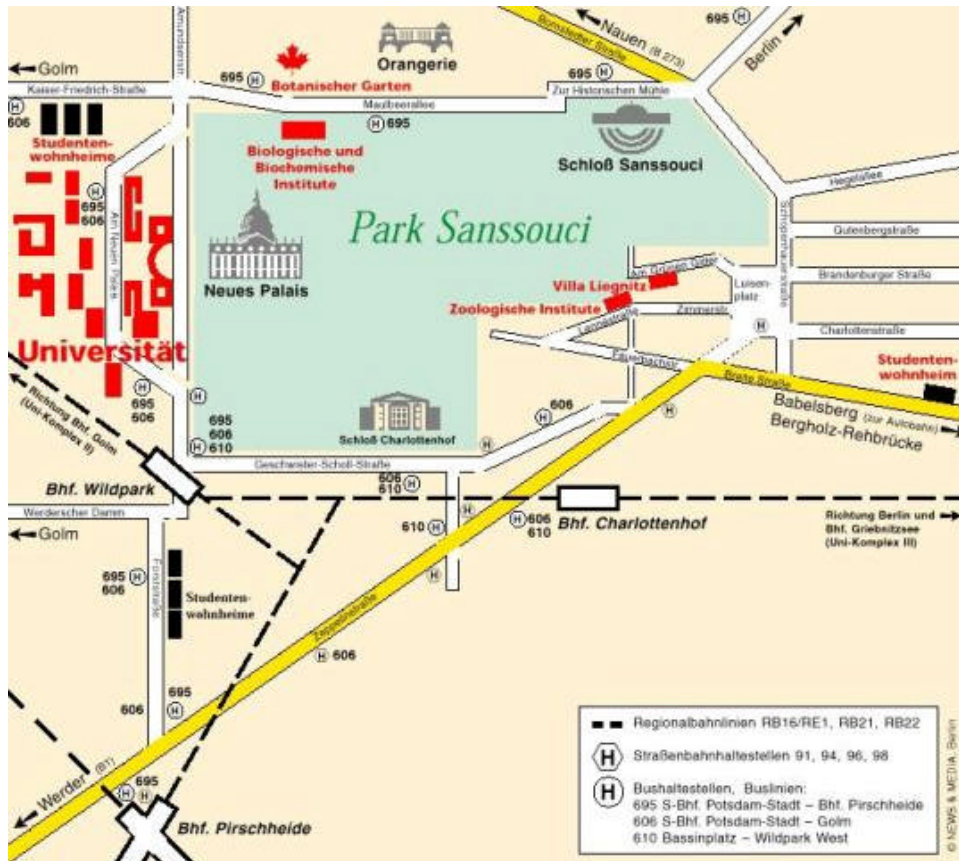 Amundsenstr.
Golm
Kaiser-Friedrich-Straße
606
Studenten-
wohnheime
695
Botanischer Garten
Orangerie
Maulbeerallee
695
Biologische und
Biochemische
Institute
695
Nauen (B 273)
Bornstedter Straße
695
Berlin
Zur Historischen Mühle
Schloß Sanssouci
Hegelallee
Schopenhauerstraße
Gutenbergstraße
Brandenburger Straße
Charlottenstraße
Park Sanssouci
Neues Palais
695
606
Am Neuen Palais
Universität
Am Grünen Gitter
Villa Liegnitz
Zoologische Institute
Luisen-
platz
Lennéstraße
Zimmerstr.
Feuerbachstr.
Breite Straße
Studenten-
wohnheim
Babelsberg (zur Autobahn)
Bergholz-Rehbrücke
Richtung Bhf. Golm
(Uni-Komplex II)
695
606
695
606
610
Schloß Charlottenhof
606
Geschwister-Scholl-Straße
Bhf. Wildpark
606
610
610
606
610
Bhf. Charlottenhof
Richtung Berlin und
Bhf. Griebnitzsee
(Uni-Komplex III)
Werderscher Damm
Golm
695
606
Forststraße
Studenten-
wohnheime
Zeppelinstraße
606
695
606
Werder (B1)
695
Bhf. Pirschheide
Regionalbahnlinien RB16/RE1, RB21, RB22
H Straßenbahnhaltestellen 91, 94, 96, 98
H Bushaltestellen, Buslinien:
695 S-Bhf. Potsdam-Stadt – Bhf. Pirschheide
606 S-Bhf. Potsdam-Stadt – Golm
610 Bassinplatz – Wildpark West
© NEWS & MEDIA, Berlin